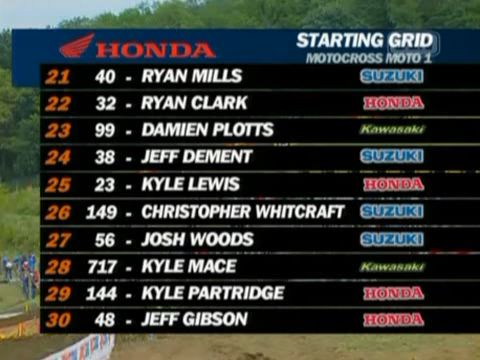 HONDA
STARTING GRID
MOTOCROSS MOTO 1
21 40 - RYAN MILLS SUZUKI
22 32 - RYAN CLARK HONDA
23 99 - DAMIEN PLOTTS Kawasaki
24 38 - JEFF DEMENT SUZUKI
25 23 - KYLE LEWIS HONDA
26 149 - CHRISTOPHER WHITCRAFT SUZUKI
27 56 - JOSH WOODS SUZUKI
28 717 - KYLE MACE Kawasaki
29 144 - KYLE PARTRIDGE HONDA
30 48 - JEFF GIBSON HONDA